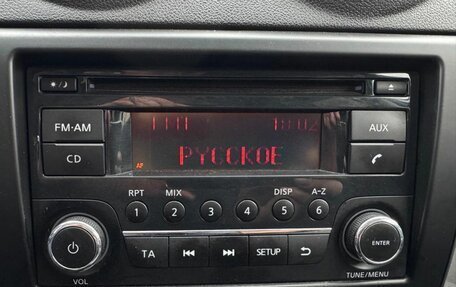 FM·AM
CD
AUX
РУССКОЕ
RPT MIX DISP A-Z
1 2 3 4 5 6
TA SETUP
ENTER
VOL
TUNE/MENU